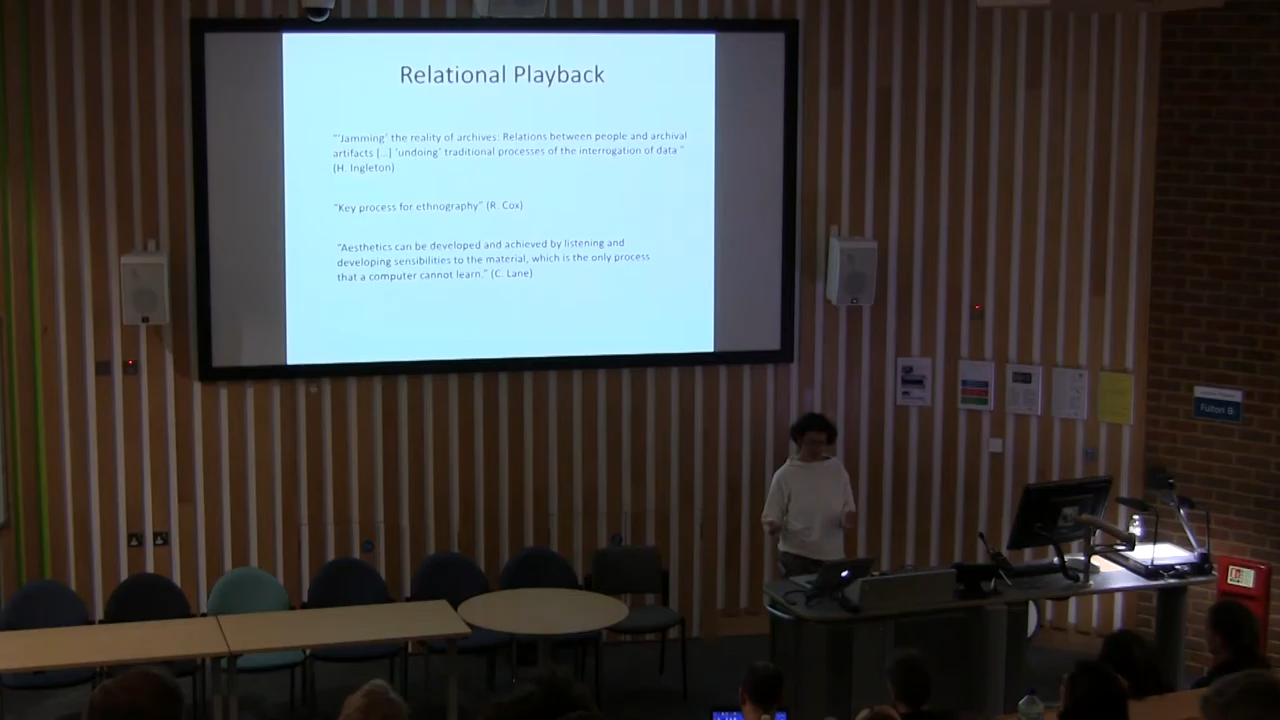 Relational Playback
"'Jamming' the reality of archives: Relations between people and archival
artifacts [...] 'undoing' traditional processes of the interrogation of data "
(H. Ingleton)
"Key process for ethnography" (R. Cox)
"Aesthetics can be developed and achieved by listening and
developing sensibilities to the material, which is the only process
that a computer cannot learn." (C. Lane)
Fulton B